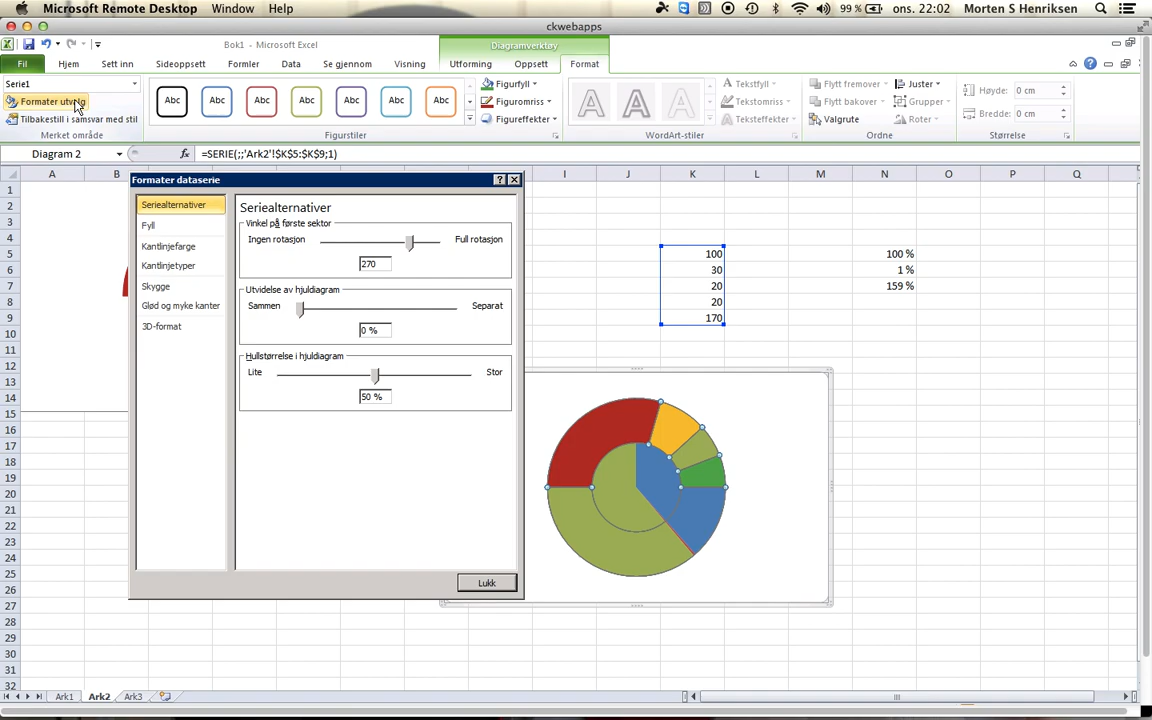 Microsoft Remote Desktop Window Help 99 % ons. 22:02 Morten S Henriksen
ckwebapps
Bok1 - Microsoft Excel Diagramverktøy
Fil Hjem Sett inn Sideoppsett Formler Data Se gjennom Visning Utforming Oppsett Format
Serie1
Formater utvalg
Tilbakestill i samsvar med stil
Merket område
Abc Abc Abc Abc Abc Abc Abc
Figurstiler
Figurfyll
Figuromriss
Figureffekter
A A A
WordArt-stiler
Tekstfyll
Tekstomriss
Teksteffekter
Flytt fremover
Flytt bakover
Valgrute
Juster
Grupper
Roter
Ordne
Høyde: 0 cm
Bredde: 0 cm
Størrelse
Diagram 2 fx =SERIE(;;'Ark2'!$K$5:$K$9;1)
A B I J K L M N O P Q
1
2
3
4
5 100 100 %
6 30 1 %
7 20 159 %
8 20
9 170
10
11
12
13
14
15
16
17
18
19
20
21
22
23
24
25
26
27
28
29
30
31
32
Formater dataserie
Seriealternativer
Fyll
Kantlinjefarge
Kantlinjetyper
Skygge
Glød og myke kanter
3D-format
Seriealternativer
Vinkel på første sektor
Ingen rotasjon Full rotasjon
270
Utvidelse av hjuldiagram
Sammen Separat
0 %
Hullstørrelse i hjuldiagram
Lite Stor
50 %
Lukk
Ark1 Ark2 Ark3